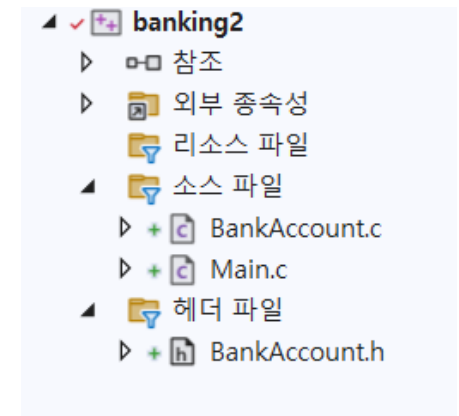 banking2
참조
외부 종속성
리소스 파일
소스 파일
BankAccount.c
Main.c
헤더 파일
BankAccount.h